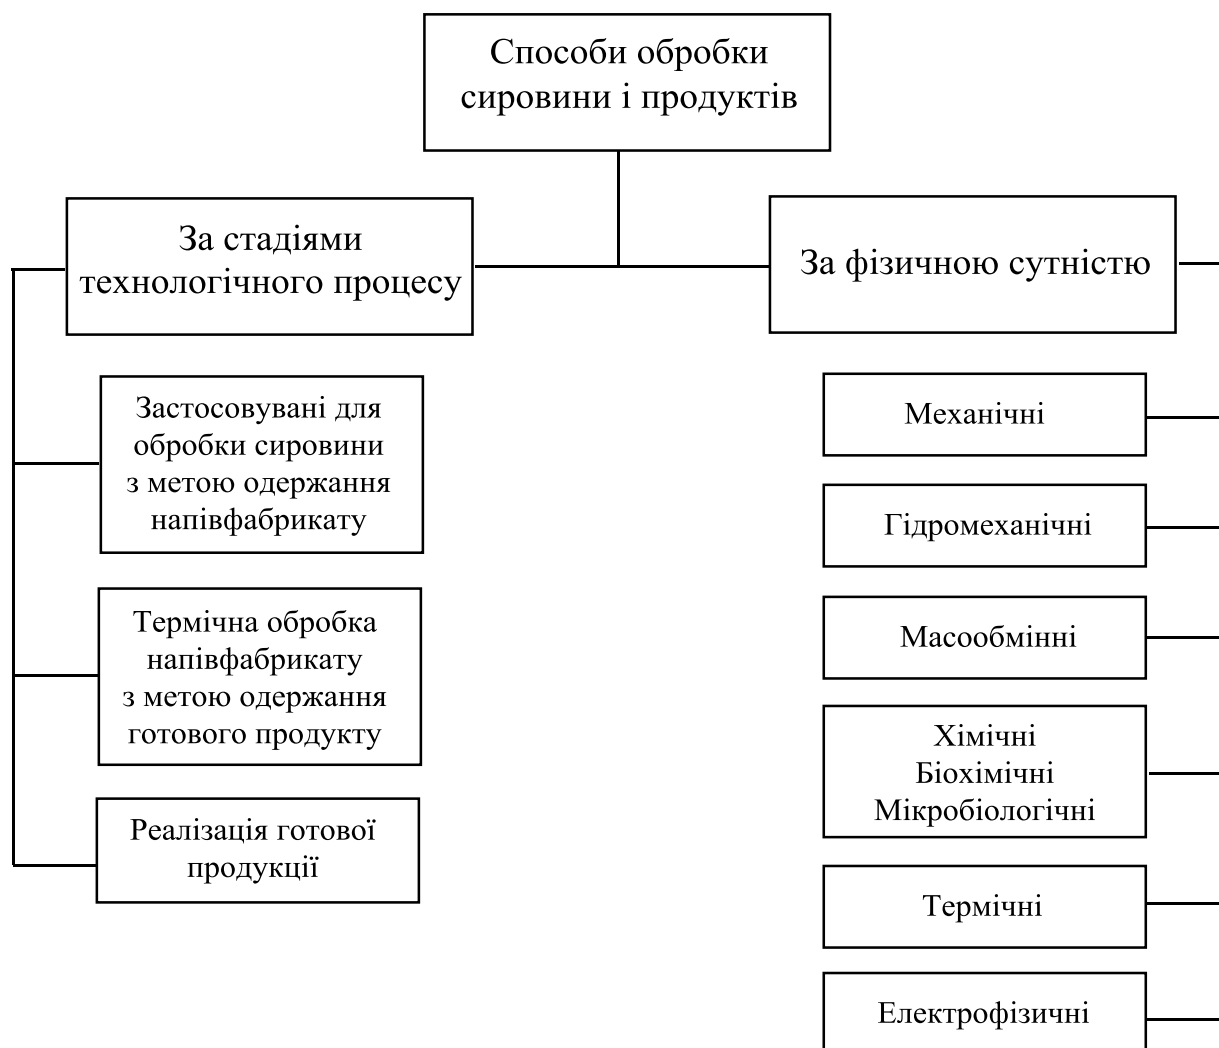 Способи обробки
сировини і продуктів
За стадіями
технологічного процесу
Застосовувані для
обробки сировини
з метою одержання
напівфабрикату
Термічна обробка
напівфабрикату
з метою одержання
готового продукту
Реалізація готової
продукції
За фізичною сутністю
Механічні
Гідромеханічні
Масообмінні
Хімічні
Біохімічні
Мікробіологічні
Термічні
Електрофізичні